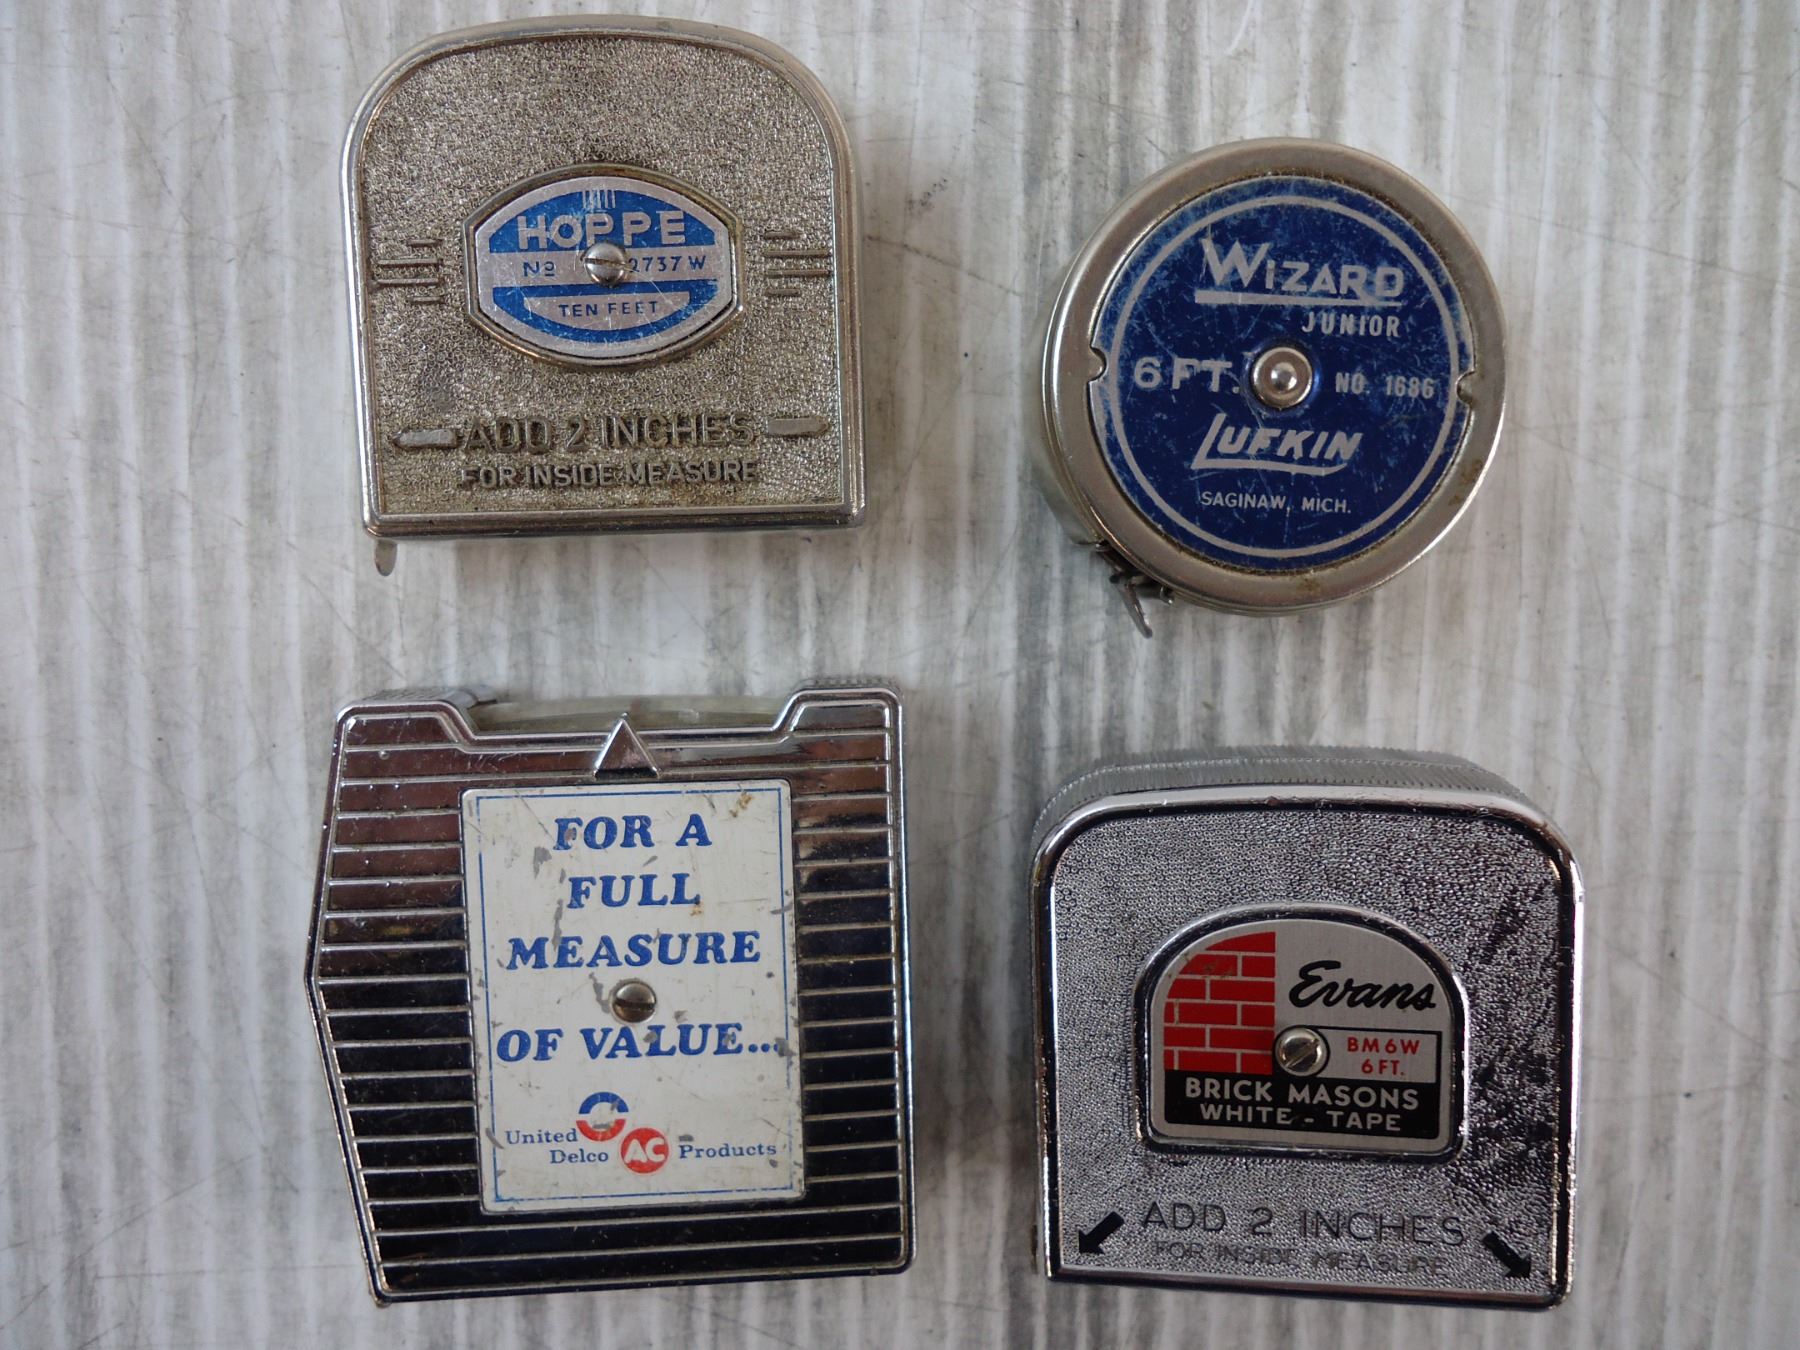 HOPPE
No 2737 W
TEN FEET
ADD 2 INCHES
FOR INSIDE MEASURE
WIZARD
JUNIOR
6 FT. NO. 1686
LUFKIN
SAGINAW, MICH.
FOR A
FULL
MEASURE
OF VALUE...
United
Delco AC Products
Evans
BM6W
6 FT.
BRICK MASONS
WHITE - TAPE
ADD 2 INCHES
FOR INSIDE MEASURE